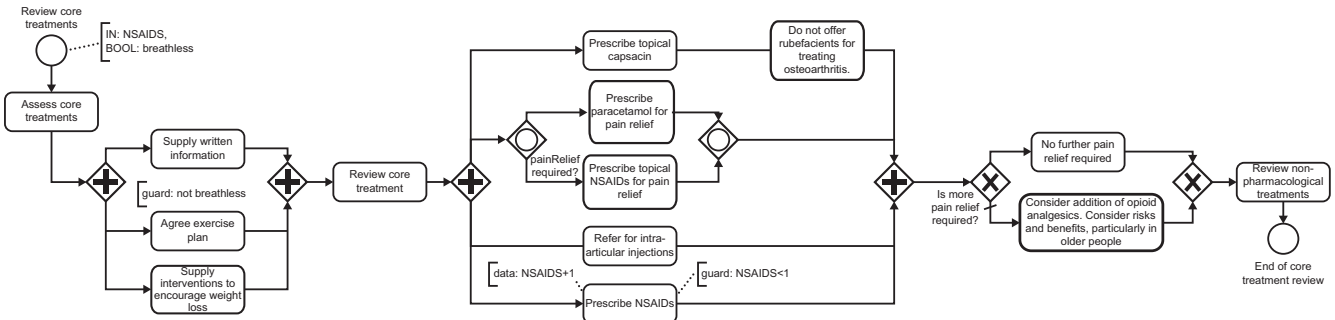 Review core
treatments
IN: NSAIDS,
BOOL: breathless
Assess core
treatments
Supply written
information
guard: not breathless
Agree exercise
plan
Supply
interventions to
encourage weight
loss
Review core
treatment
Prescribe topical
capsacin
Do not offer
rubefacients for
treating
osteoarthritis.
Prescribe
paracetamol for
pain relief
painRelief
required?
Prescribe topical
NSAIDs for pain
relief
Refer for intra-
articular injections
data: NSAIDS+1
guard: NSAIDS<1
Prescribe NSAIDs
Is more
pain relief
required?
No further pain
relief required
Consider addition of opioid
analgesics. Consider risks
and benefits, particularly in
older people
Review non-
pharmacological
treatments
End of core
treatment review